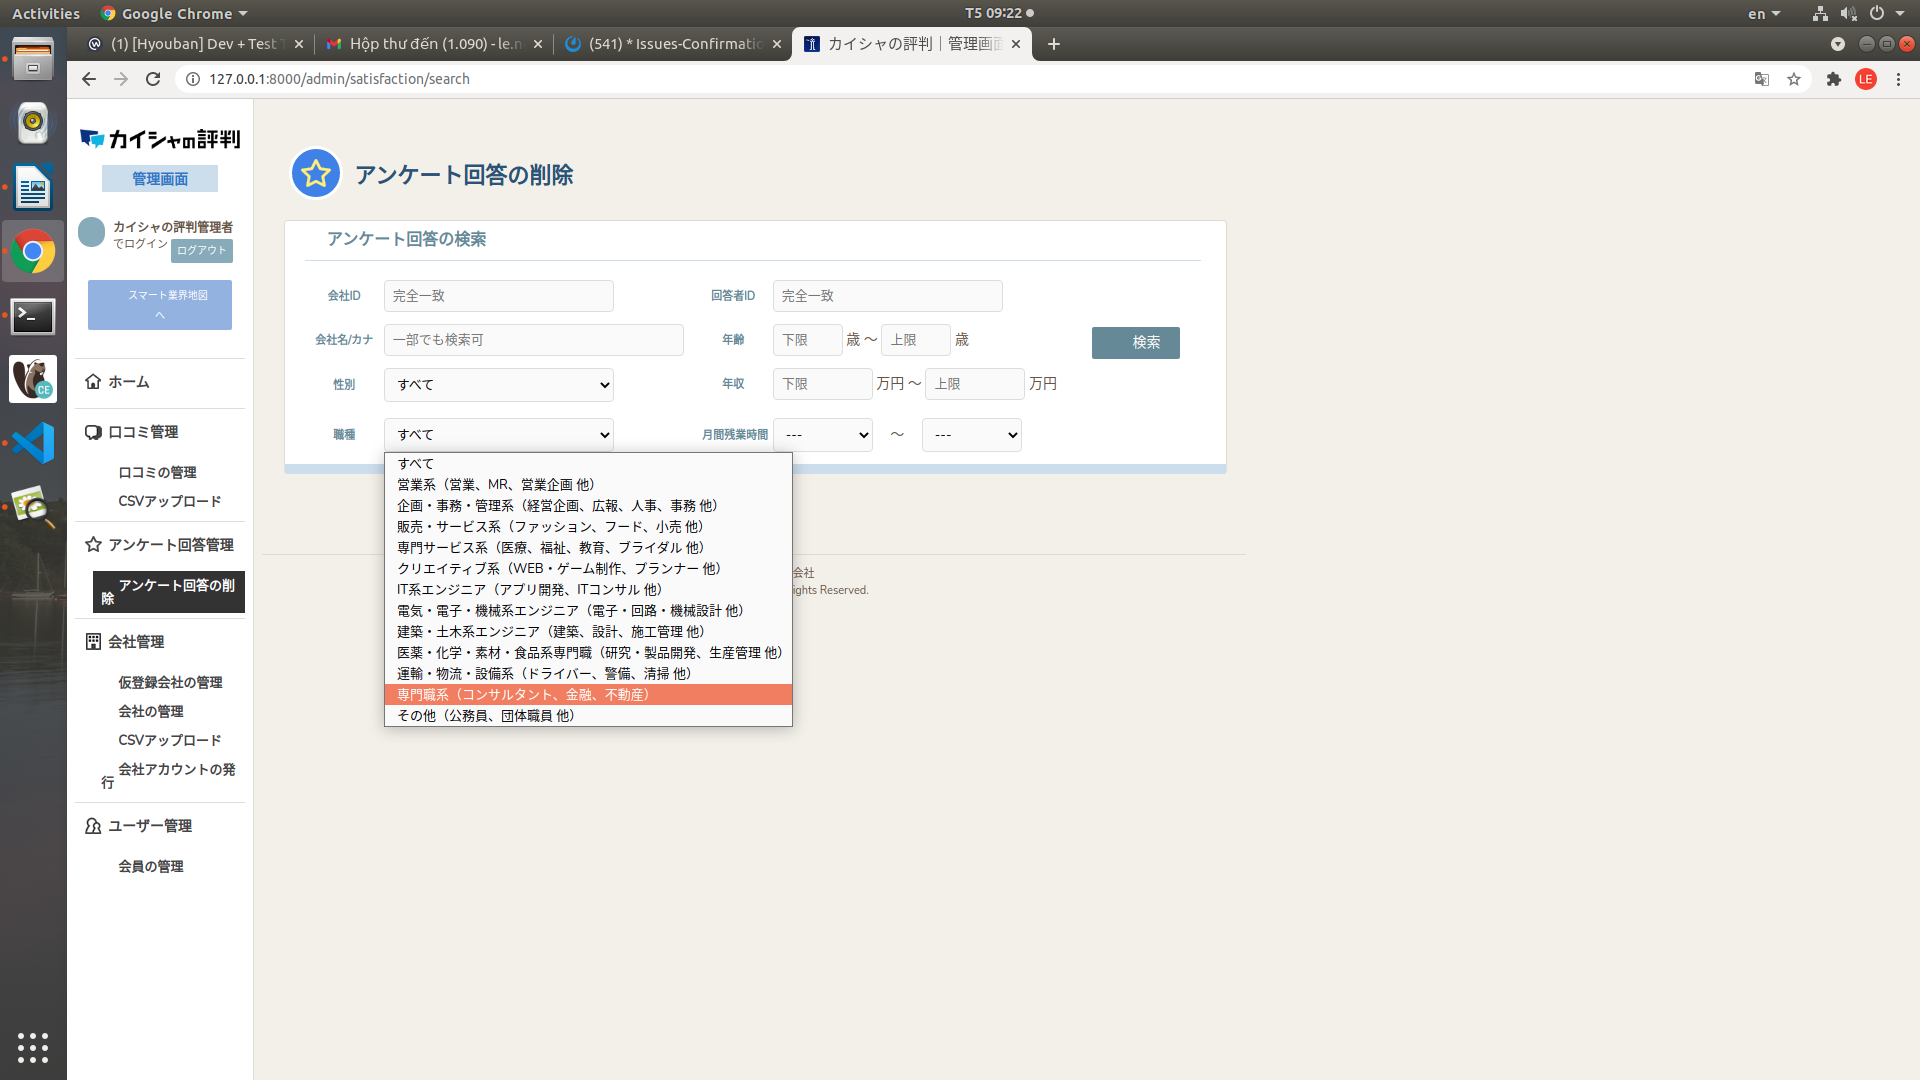 Activities
Google Chrome
T5 09:22
en
(1) [Hyouban] Dev + Test T
Hộp thư đến (1.090) - le.n
(541) * Issues-Confirmatio
カイシャの評判｜管理画面
127.0.0.1:8000/admin/satisfaction/search
LE
カイシャの評判
管理画面
カイシャの評判管理者
でログイン
ログアウト
スマート業界地図
へ
ホーム
口コミ管理
口コミの管理
CSVアップロード
アンケート回答管理
アンケート回答の削
除
会社管理
仮登録会社の管理
会社の管理
CSVアップロード
会社アカウントの発
行
ユーザー管理
会員の管理
アンケート回答の削除
アンケート回答の検索
会社ID 完全一致 回答者ID 完全一致
会社名/カナ 一部でも検索可 年齢 下限 歳 〜 上限 歳
検索
性別 すべて 年収 下限 万円 〜 上限 万円
職種 すべて 月間残業時間 --- 〜 ---
すべて
営業系（営業、MR、営業企画 他）
企画・事務・管理系（経営企画、広報、人事、事務 他）
販売・サービス系（ファッション、フード、小売 他）
専門サービス系（医療、福祉、教育、ブライダル 他）
クリエイティブ系（WEB・ゲーム制作、プランナー 他）
IT系エンジニア（アプリ開発、ITコンサル 他）
電気・電子・機械系エンジニア（電子・回路・機械設計 他）
建築・土木系エンジニア（建築、設計、施工管理 他）
医薬・化学・素材・食品系専門職（研究・製品開発、生産管理 他）
運輸・物流・設備系（ドライバー、警備、清掃 他）
専門職系（コンサルタント、金融、不動産）
その他（公務員、団体職員 他）
会社
ights Reserved.
CE